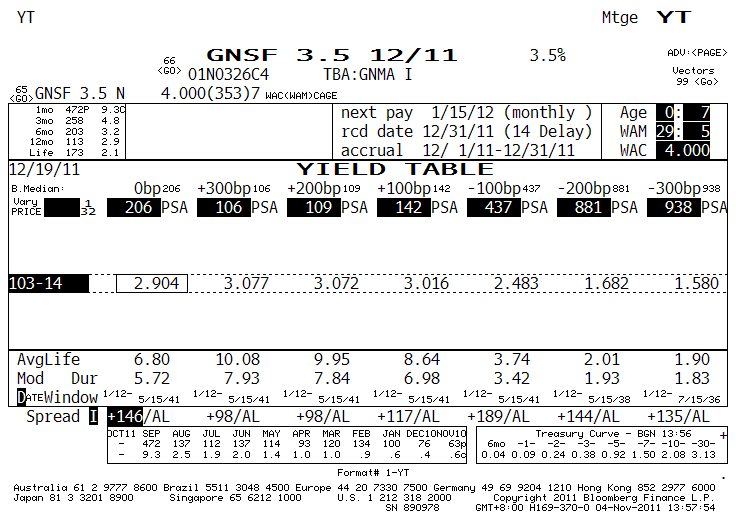 YT Mtge YT
66 <GO> GNSF 3.5 12/11 3.5% ADV:<PAGE>
01N0326C4 TBA:GNMA I Vectors
99 <Go>
65 <GO> GNSF 3.5 N 4.000(353)7 WAC(WAM)CAGE
1mo 472P 9.3C next pay 1/15/12 (monthly ) Age 0: 7
3mo 258 4.8
6mo 203 3.2 rcd date 12/31/11 (14 Delay) WAM 29: 5
12mo 113 2.9
Life 173 2.1 accrual 12/ 1/11-12/31/11 WAC 4.000
12/19/11 YIELD TABLE
B.Median: 0bp 206 +300bp 106 +200bp 109 +100bp 142 -100bp 437 -200bp 881 -300bp 938
Vary PRICE 1/32 206 PSA 106 PSA 109 PSA 142 PSA 437 PSA 881 PSA 938 PSA
103-14 2.904 3.077 3.072 3.016 2.483 1.682 1.580
AvgLife 6.80 10.08 9.95 8.64 3.74 2.01 1.90
Mod Dur 5.72 7.93 7.84 6.98 3.42 1.93 1.83
DATEWindow 1/12- 5/15/41 1/12- 5/15/41 1/12- 5/15/41 1/12- 5/15/41 1/12- 5/15/41 1/12- 5/15/38 1/12- 7/15/36
Spread I +146/AL +98/AL +98/AL +117/AL +189/AL +144/AL +135/AL
OCT11 SEP AUG JUL JUN MAY APR MAR FEB JAN DEC10 NOV10 Treasury Curve - BGN 13:56 +
- 472 137 112 137 114 93 120 134 100 76 63p 6mo -1- -2- -3- -5- -7- -10- -30-
- 9.3 2.5 1.9 2.0 1.4 1.0 1.0 .9 .6 .4 .6c 0.04 0.09 0.24 0.38 0.92 1.50 2.08 3.13
Format# 1-YT
Australia 61 2 9777 8600 Brazil 5511 3048 4500 Europe 44 20 7330 7500 Germany 49 69 9204 1210 Hong Kong 852 2977 6000
Japan 81 3 3201 8900 Singapore 65 6212 1000 U.S. 1 212 318 2000 Copyright 2011 Bloomberg Finance L.P.
SN 890978 GMT+8:00 H169-370-0 04-Nov-2011 13:57:54